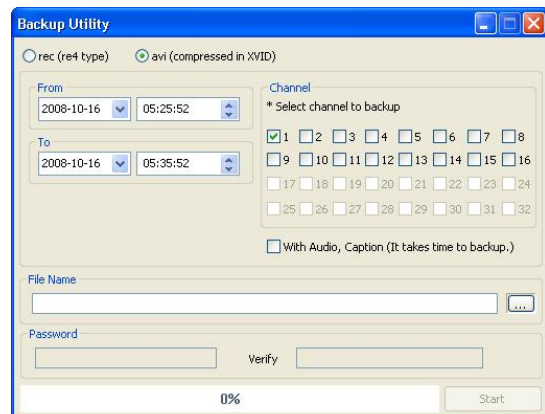 Backup Utility
rec (re4 type) avi (compressed in XVID)
From
2008-10-16 05:25:52
To
2008-10-16 05:35:52
Channel
* Select channel to backup
1 2 3 4 5 6 7 8
9 10 11 12 13 14 15 16
17 18 19 20 21 22 23 24
25 26 27 28 29 30 31 32
With Audio, Caption (It takes time to backup.)
File Name
...
Password
Verify
0% Start